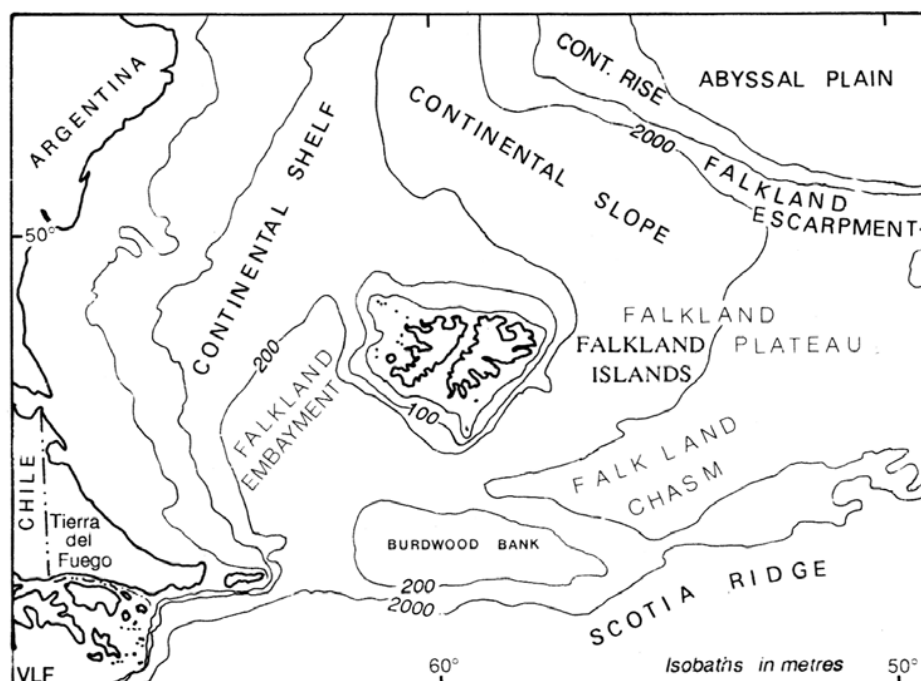 ARGENTINA
CONTINENTAL SHELF
CONTINENTAL
SLOPE
CONT. RISE
ABYSSAL PLAIN
2000
FALKLAND
ESCARPMENT
50°
FALKLAND
PLATEAU
FALKLAND
ISLANDS
200
100
FALKLAND
EMBAYMENT
FALKLAND
CHASM
CHILE
Tierra
del
Fuego
BURDWOOD BANK
200
2000
SCOTIA RIDGE
VLF
60°
Isobaths in metres
50°